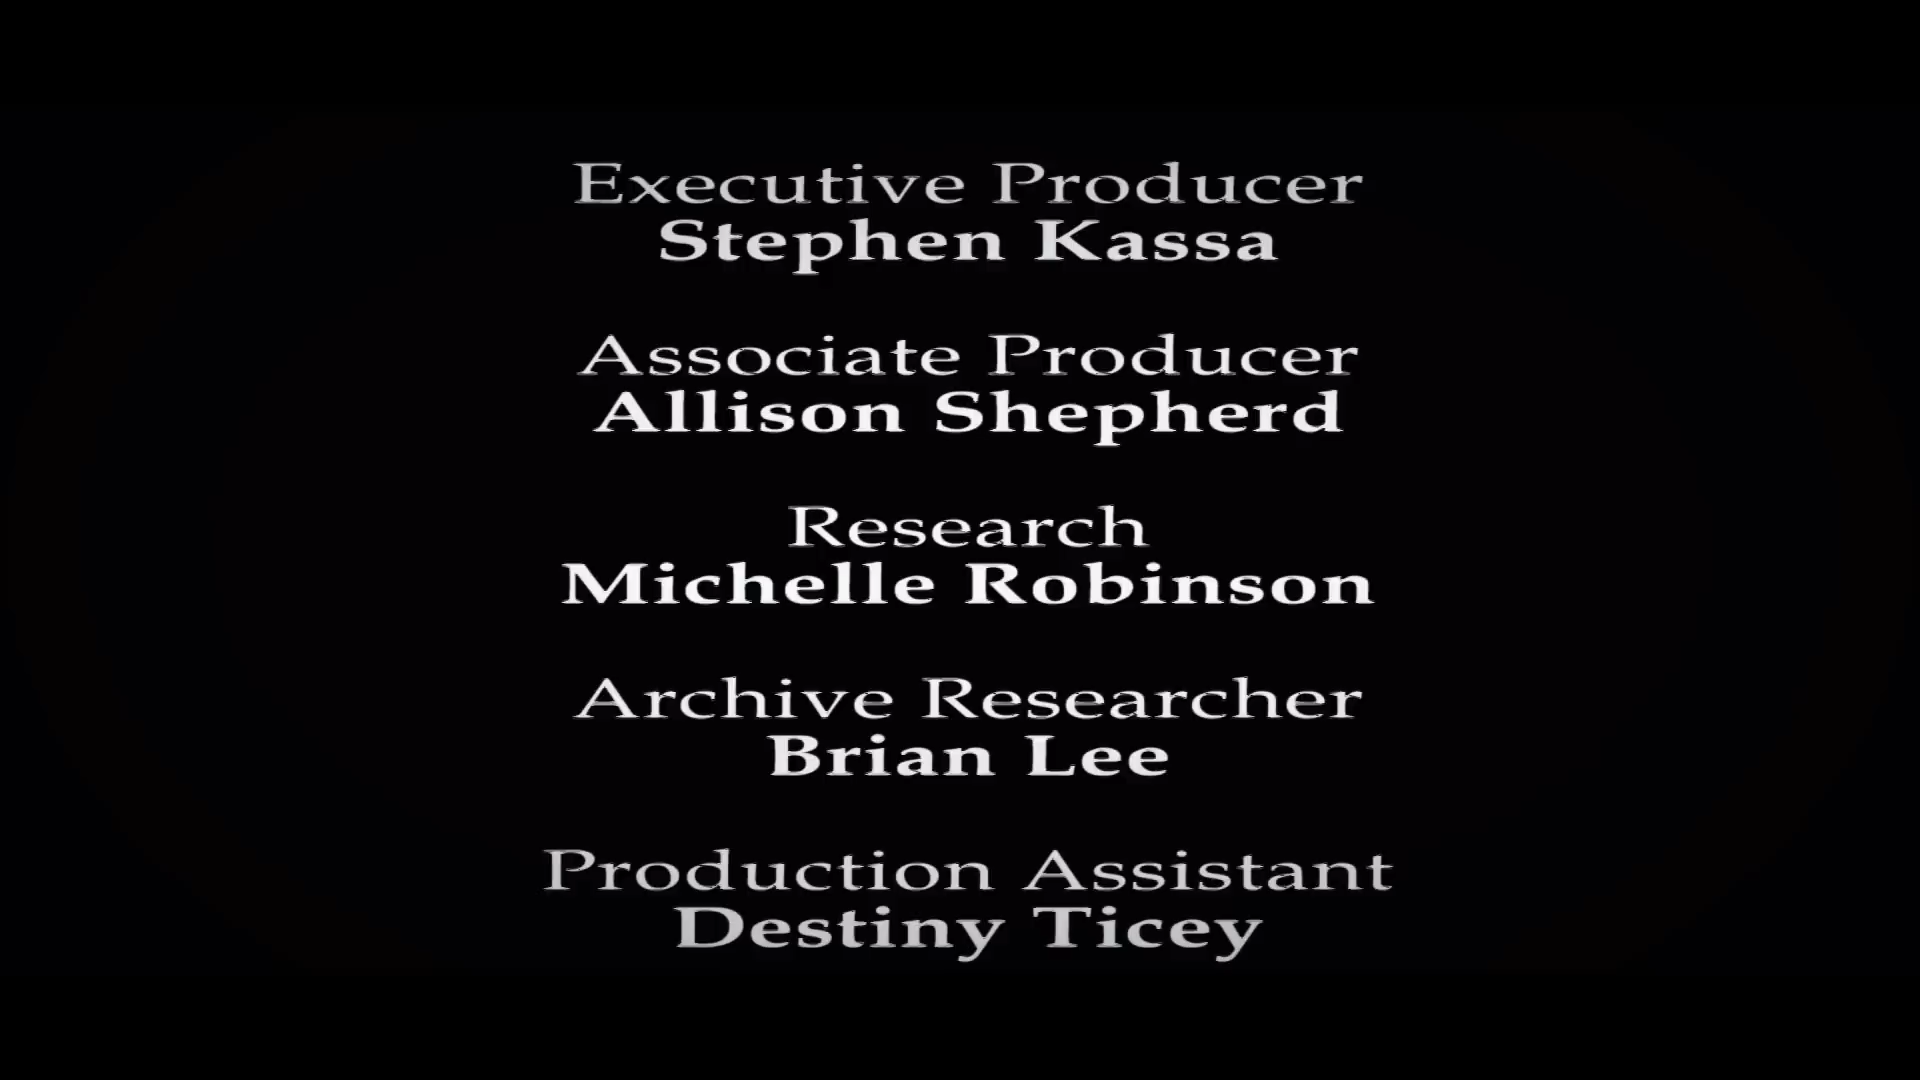 Executive Producer
Stephen Kassa
Associate Producer
Allison Shepherd
Research
Michelle Robinson
Archive Researcher
Brian Lee
Production Assistant
Destiny Ticey